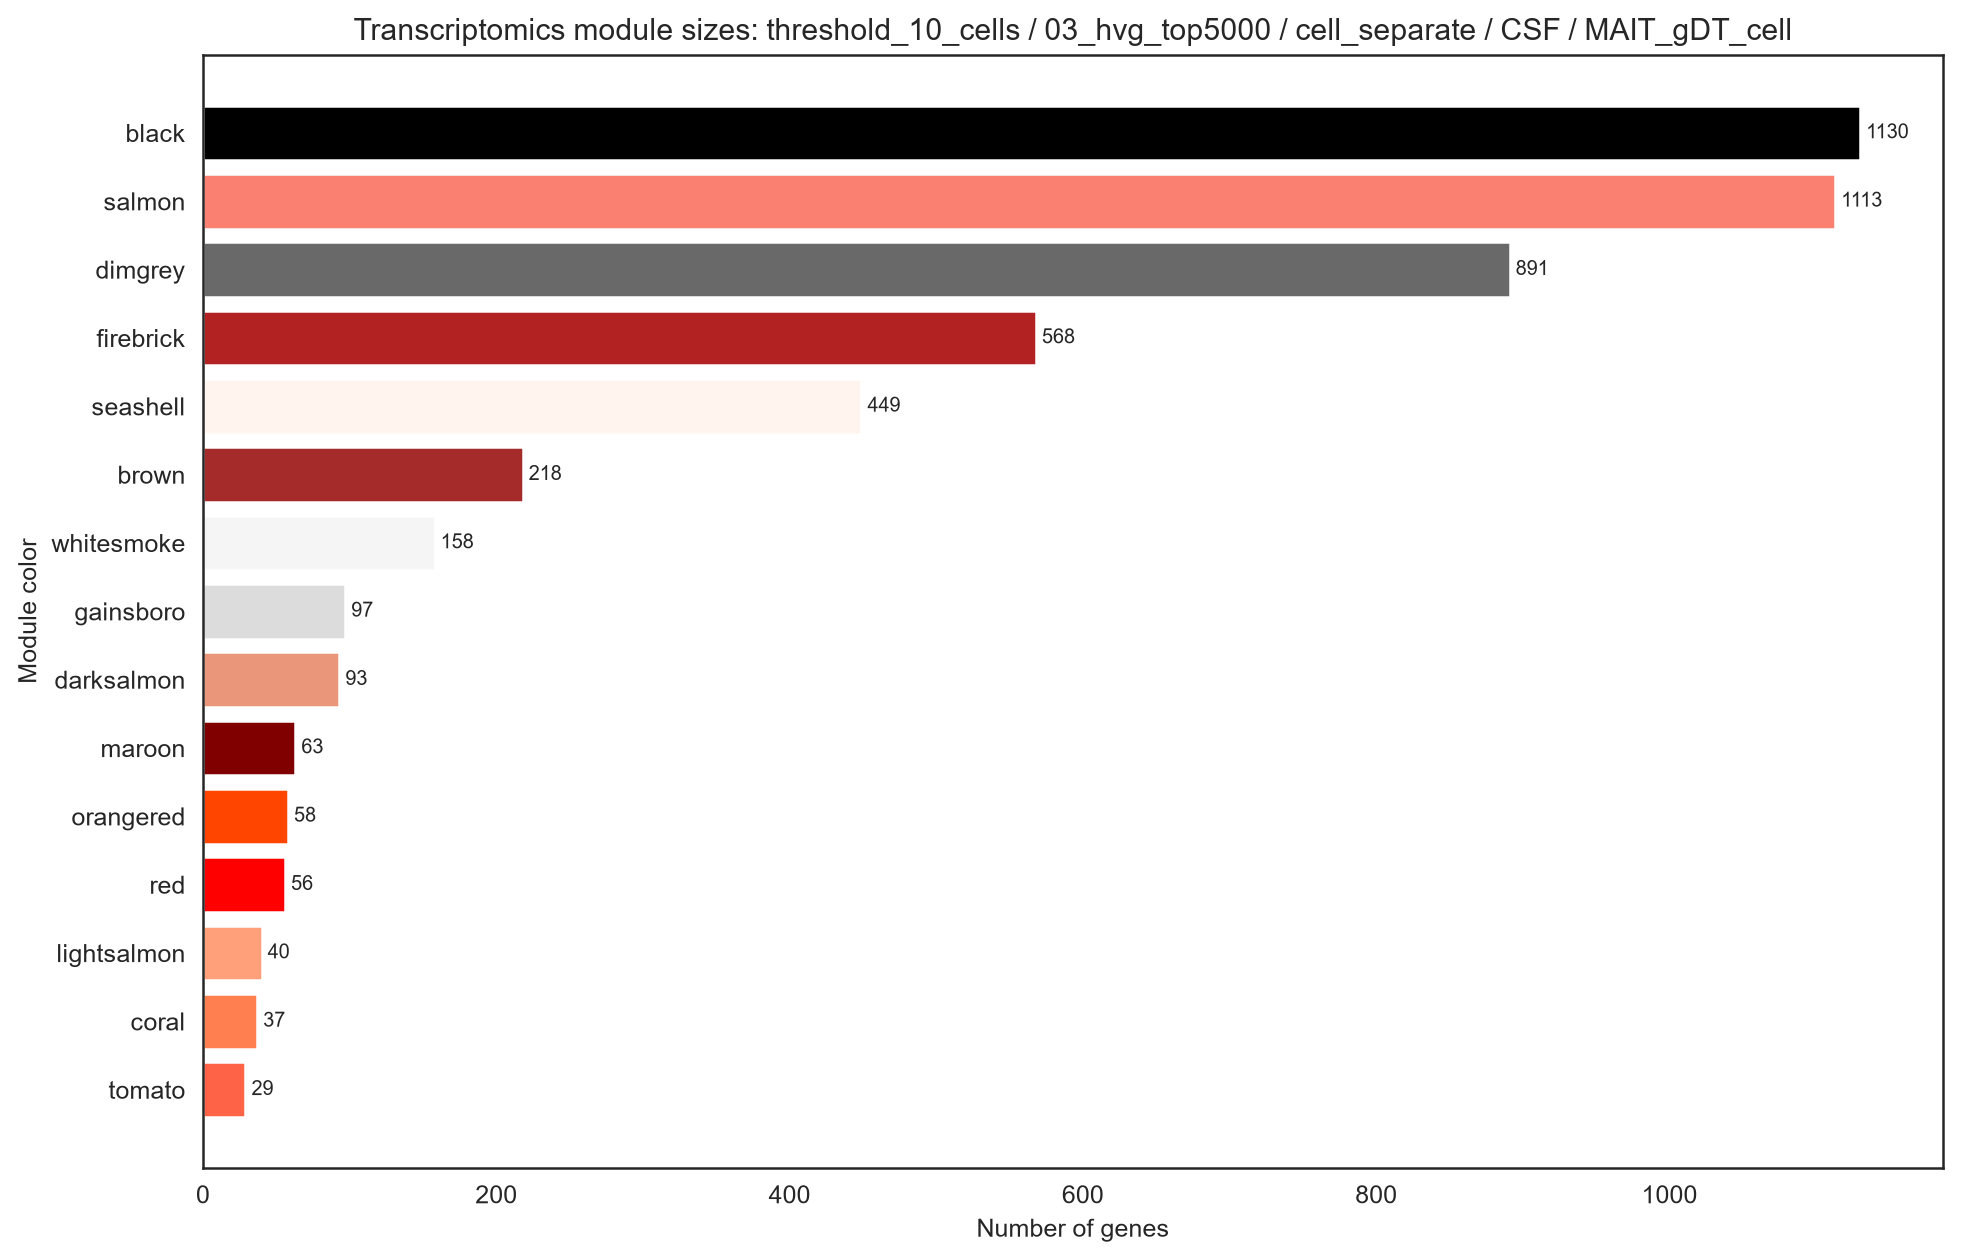 Transcriptomics module sizes: threshold_10_cells / 03_hvg_top5000 / cell_separate / CSF / MAIT_gDT_cell
Module color
black 1130
salmon 1113
dimgrey 891
firebrick 568
seashell 449
brown 218
whitesmoke 158
gainsboro 97
darksalmon 93
maroon 63
orangered 58
red 56
lightsalmon 40
coral 37
tomato 29
0 200 400 600 800 1000
Number of genes